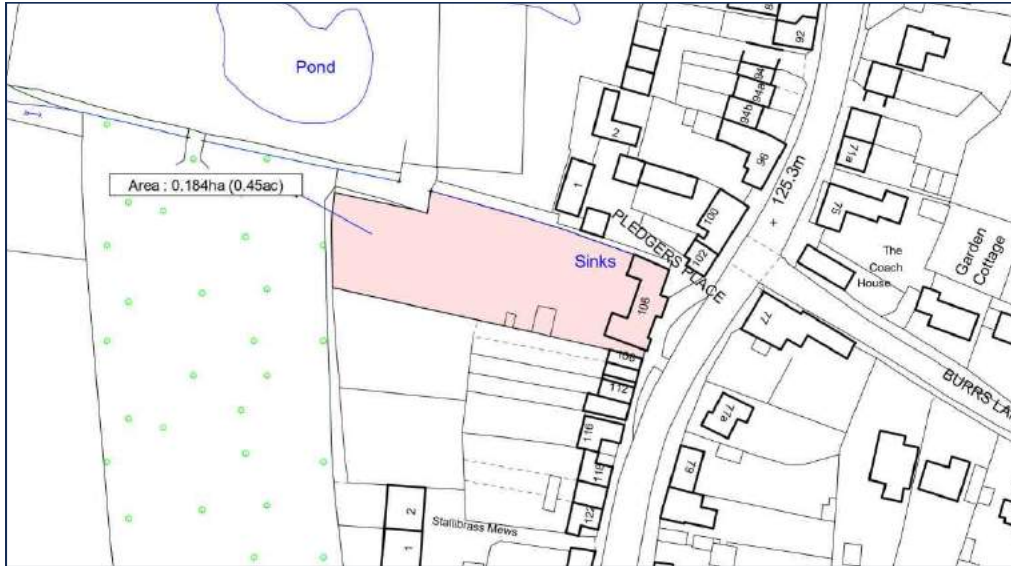 Pond
92
94
94a
94b
96
2
1
71a
75
125.3m
100
102
PLEDGERS PLACE
Area : 0.184ha (0.45ac)
Sinks
106
The
Coach
House
Garden
Cottage
77
BURRS LA
108
112
77a
116
118
79
122
2
1
Stallibrass Mews